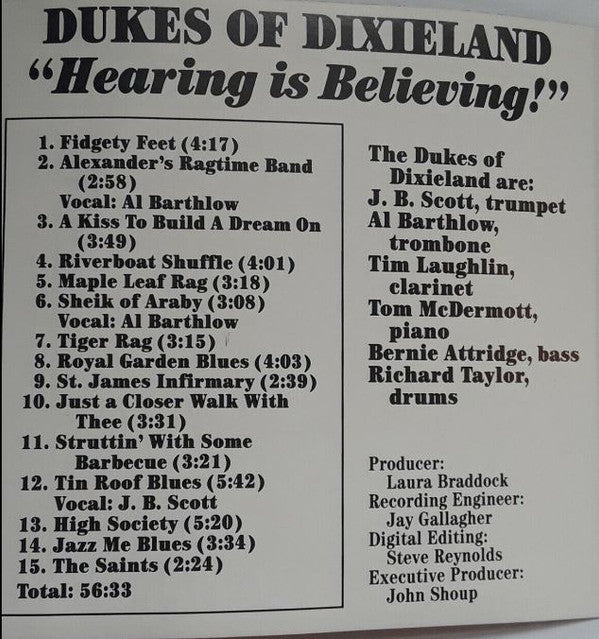 DUKES OF DIXIELAND
“Hearing is Believing!”
1. Fidgety Feet (4:17)
2. Alexander's Ragtime Band
(2:58)
Vocal: Al Barthlow
3. A Kiss To Build A Dream On
(3:49)
4. Riverboat Shuffle (4:01)
5. Maple Leaf Rag (3:18)
6. Sheik of Araby (3:08)
Vocal: Al Barthlow
7. Tiger Rag (3:15)
8. Royal Garden Blues (4:03)
9. St. James Infirmary (2:39)
10. Just a Closer Walk With
Thee (3:31)
11. Struttin' With Some
Barbecue (3:21)
12. Tin Roof Blues (5:42)
Vocal: J. B. Scott
13. High Society (5:20)
14. Jazz Me Blues (3:34)
15. The Saints (2:24)
Total: 56:33
The Dukes of
Dixieland are:
J. B. Scott, trumpet
Al Barthlow,
trombone
Tim Laughlin,
clarinet
Tom McDermott,
piano
Bernie Attridge, bass
Richard Taylor,
drums
Producer:
Laura Braddock
Recording Engineer:
Jay Gallagher
Digital Editing:
Steve Reynolds
Executive Producer:
John Shoup